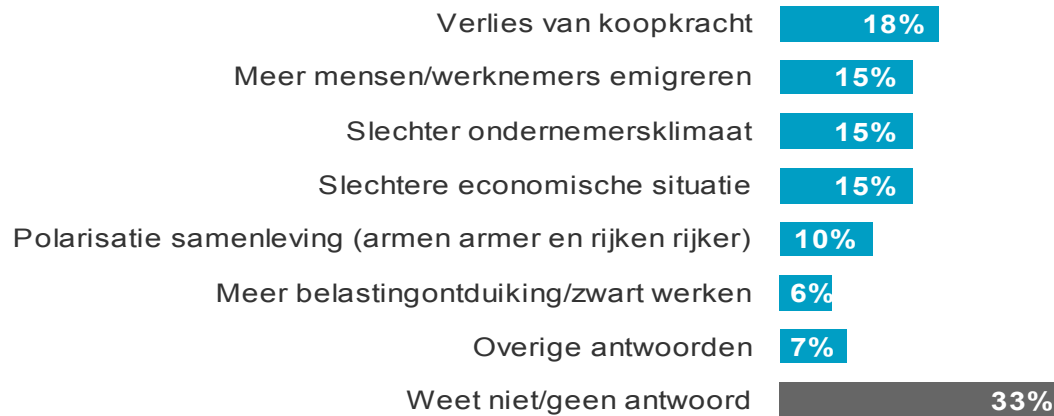 Verlies van koopkracht 18%
Meer mensen/werknemers emigreren 15%
Slechter ondernemersklimaat 15%
Slechtere economische situatie 15%
Polarisatie samenleving (armen armer en rijken rijker) 10%
Meer belastingontduiking/zwart werken 6%
Overige antwoorden 7%
Weet niet/geen antwoord 33%